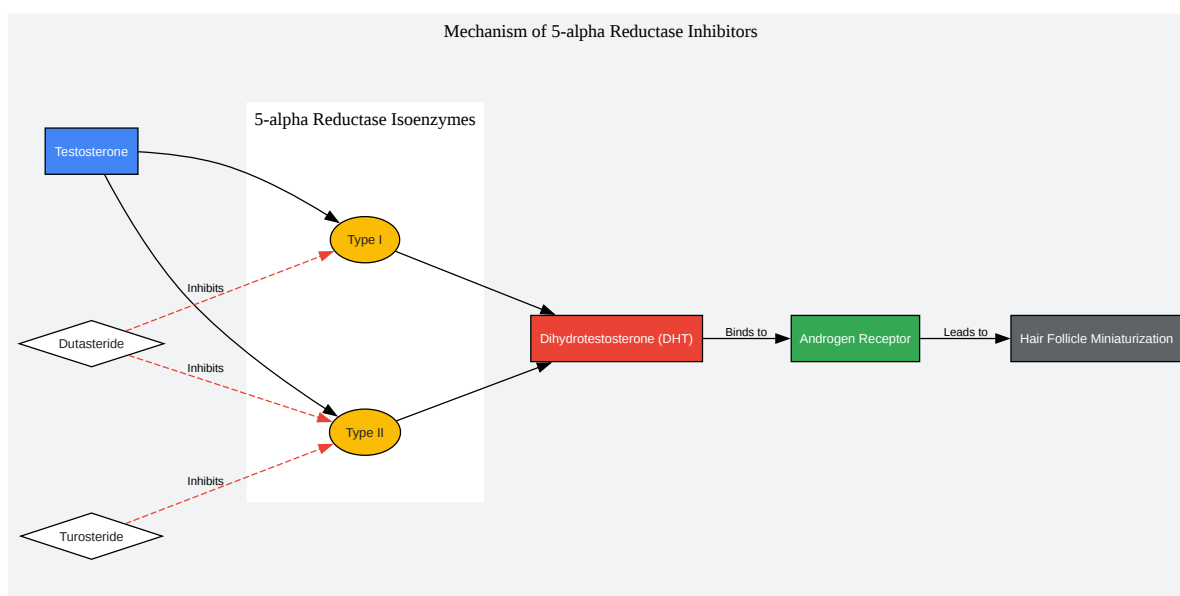 Mechanism of 5-alpha Reductase Inhibitors
5-alpha Reductase Isoenzymes
Testosterone
Type I
Inhibits
Dutasteride
Dihydrotestosterone (DHT)
Binds to
Androgen Receptor
Leads to
Hair Follicle Miniaturization
Inhibits
Type II
Inhibits
Turosteride